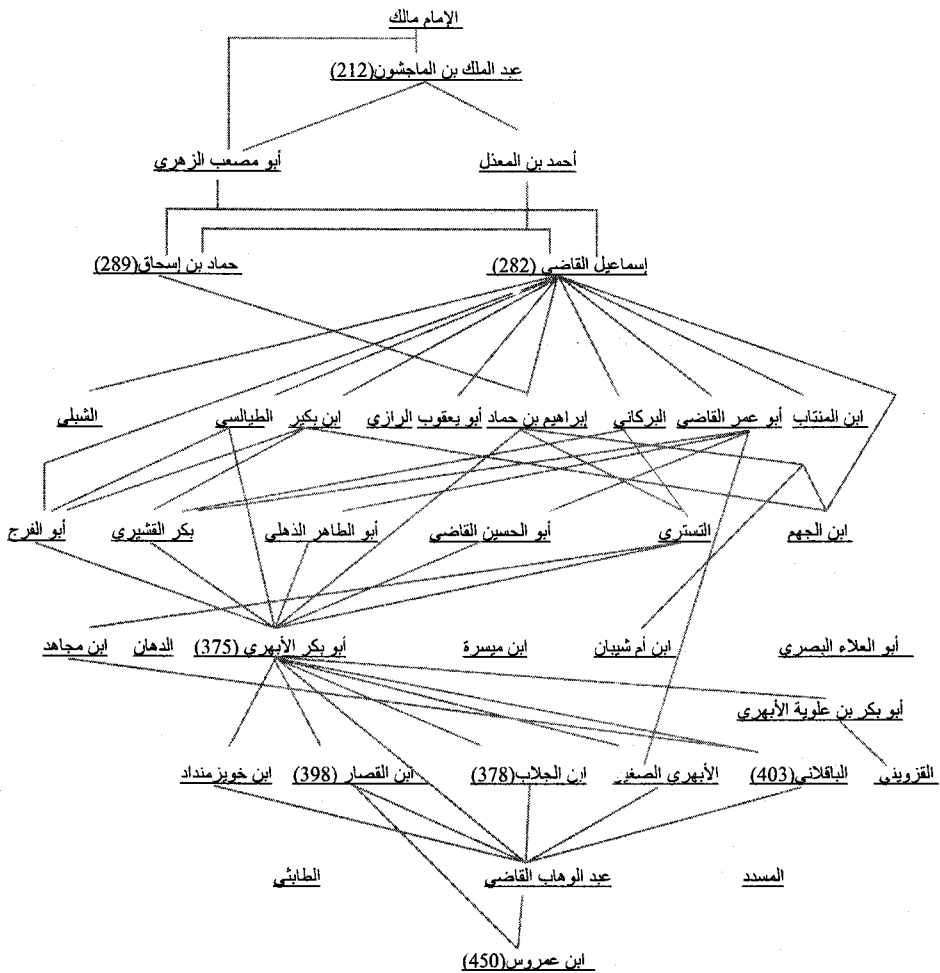 الإمام مالك
عبد الملك بن الماجشون(212)
أبو مصعب الزهري
أحمد بن المعذل
حماد بن إسحاق(289)
إسماعيل القاضي (282)
ابن المنتاب
أبو عمر القاضي
البركاني
إبراهيم بن حماد
أبو يعقوب الرازي
ابن بكير
الطيالسي
الشبلي
ابن الجهم
التستري
أبو الحسين القاضي
أبو الطاهر الذهلي
بكر القشيري
أبو الفرج
أبو العلاء البصري
ابن أم شيبان
ابن ميسرة
أبو بكر الأبهري (375)
الدهان
ابن مجاهد
أبو بكر بن علوية الأبهري
القزويني
الباقلاني(403)
الأبهري الصغير
ابن الجلاب(378)
ابن القصار (398)
ابن خويزمنداد
المسدد
عبد الوهاب القاضي
الطابثي
ابن عمروس(450)